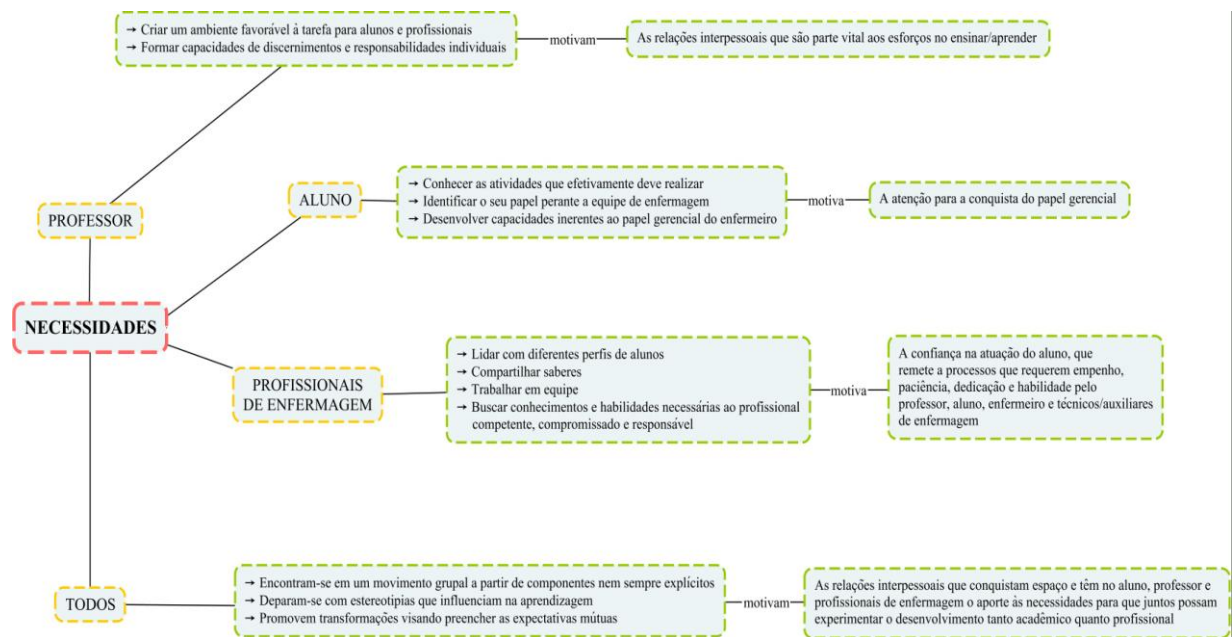 → Criar um ambiente favorável à tarefa para alunos e profissionais
→ Formar capacidades de discernimentos e responsabilidades individuais
motivam
As relações interpessoais que são parte vital aos esforços no ensinar/aprender
PROFESSOR
ALUNO
→ Conhecer as atividades que efetivamente deve realizar
→ Identificar o seu papel perante a equipe de enfermagem
→ Desenvolver capacidades inerentes ao papel gerencial do enfermeiro
motiva
A atenção para a conquista do papel gerencial
NECESSIDADES
PROFISSIONAIS
DE ENFERMAGEM
→ Lidar com diferentes perfis de alunos
→ Compartilhar saberes
→ Trabalhar em equipe
→ Buscar conhecimentos e habilidades necessárias ao profissional
competente, compromissado e responsável
motiva
A confiança na atuação do aluno, que
remete a processos que requerem empenho,
paciência, dedicação e habilidade pelo
professor, aluno, enfermeiro e técnicos/auxiliares
de enfermagem
TODOS
→ Encontram-se em um movimento grupal a partir de componentes nem sempre explícitos
→ Deparam-se com estereotipias que influenciam na aprendizagem
→ Promovem transformações visando preencher as expectativas mútuas
motivam
As relações interpessoais que conquistam espaço e têm no aluno, professor e
profissionais de enfermagem o aporte às necessidades para que juntos possam
experimentar o desenvolvimento tanto acadêmico quanto profissional